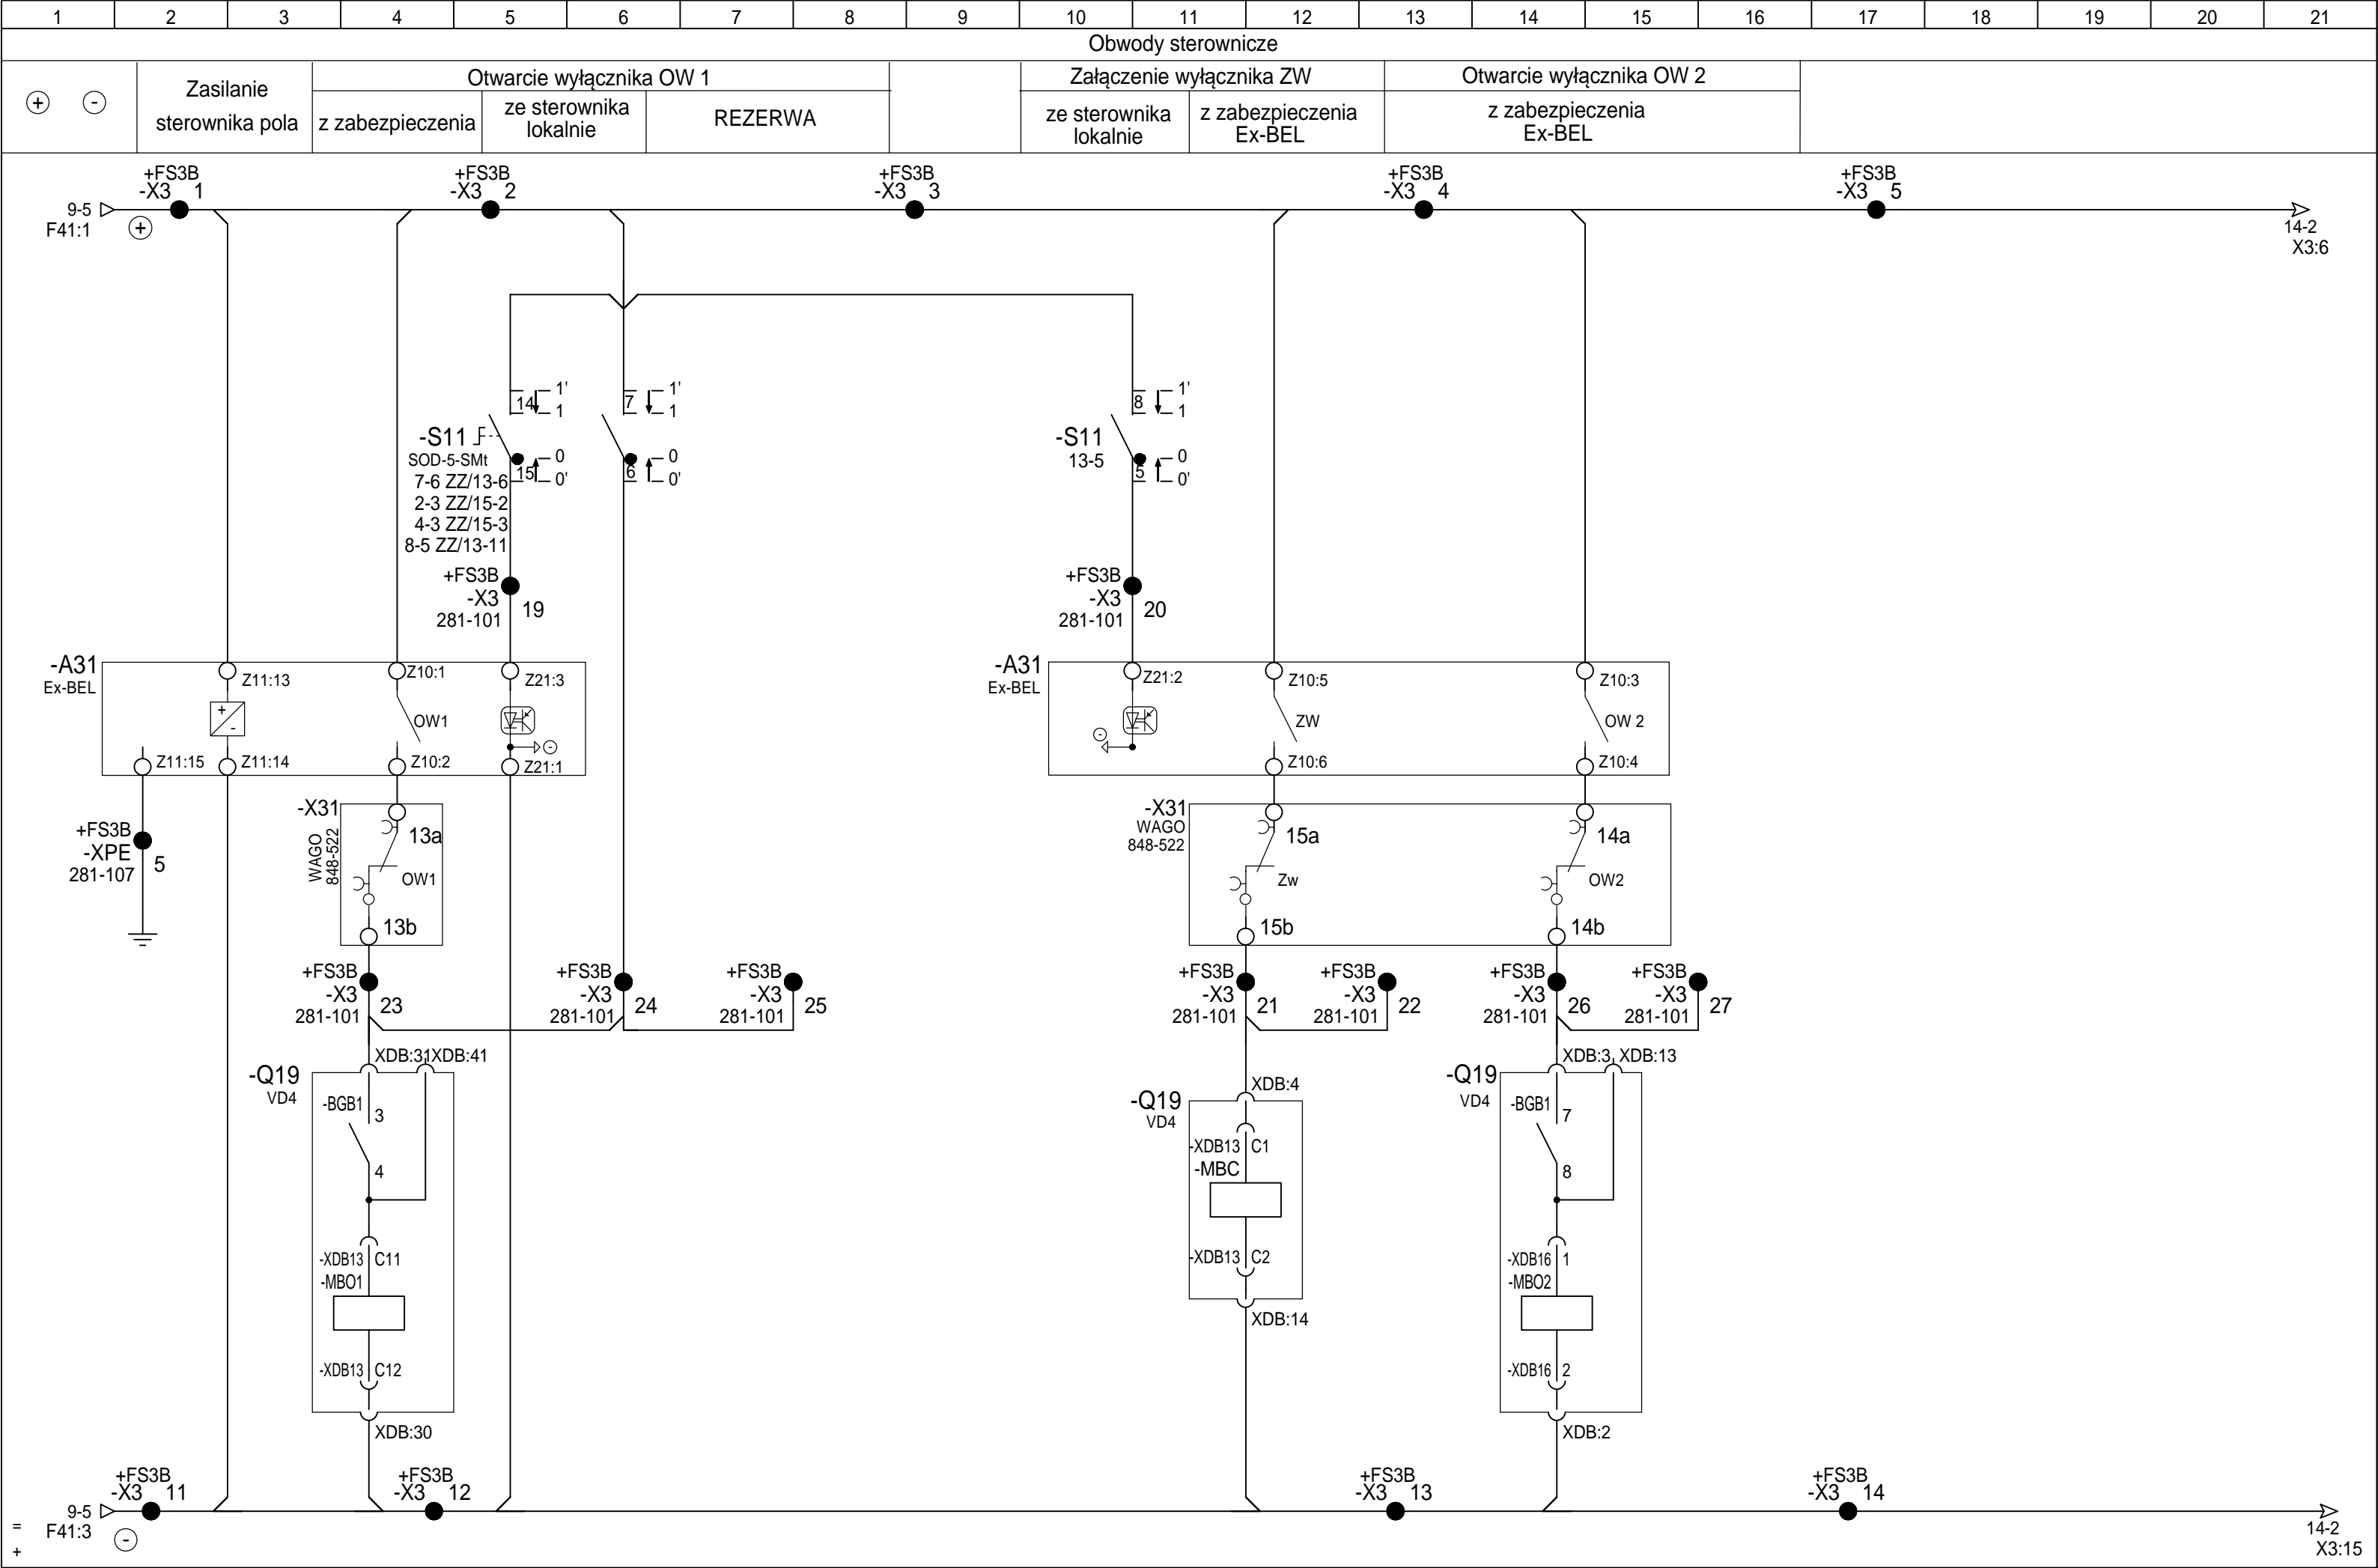 1 2 3 4 5 6 7 8 9 10 11 12 13 14 15 16 17 18 19 20 21
Obwody sterownicze
+ -
Zasilanie
sterownika pola
Otwarcie wyłącznika OW 1
z zabezpieczenia
ze sterownika
lokalnie
REZERWA
Załączenie wyłącznika ZW
ze sterownika
lokalnie
z zabezpieczenia
Ex-BEL
Otwarcie wyłącznika OW 2
z zabezpieczenia
Ex-BEL
9-5
F41:1
+
+FS3B
-X3 1
+FS3B
-X3 2
+FS3B
-X3 3
+FS3B
-X3 4
+FS3B
-X3 5
14-2
X3:6
-S11
SOD-5-SMt
7-6 ZZ/13-6
2-3 ZZ/15-2
4-3 ZZ/15-3
8-5 ZZ/13-11
14
1'
1
15
0
0'
7
1'
1
6
0
0'
-S11
13-5
8
1'
1
5
0
0'
+FS3B
-X3
19
281-101
+FS3B
-X3
20
281-101
-A31
Ex-BEL
Z11:13
Z10:1
Z21:3
+
-
OW1
-
Z11:15
Z11:14
Z10:2
Z21:1
-A31
Ex-BEL
Z21:2
Z10:5
Z10:3
-
ZW
OW 2
Z10:6
Z10:4
+FS3B
-XPE
5
281-107
-X31
WAGO
848-522
13a
OW1
13b
-X31
WAGO
848-522
15a
Zw
15b
14a
OW2
14b
+FS3B
-X3
23
281-101
+FS3B
-X3
24
281-101
+FS3B
-X3
25
281-101
+FS3B
-X3
21
281-101
+FS3B
-X3
22
281-101
+FS3B
-X3
26
281-101
+FS3B
-X3
27
281-101
XDB:31
XDB:41
-Q19
VD4
-BGB1
3
4
-XDB13 C11
-MBO1
-XDB13 C12
XDB:30
XDB:4
-Q19
VD4
-XDB13 C1
-MBC
-XDB13 C2
XDB:14
XDB:3
XDB:13
-Q19
VD4
-BGB1
7
8
-XDB16 1
-MBO2
-XDB16 2
XDB:2
9-5
F41:3
-
+FS3B
-X3 11
+FS3B
-X3 12
+FS3B
-X3 13
+FS3B
-X3 14
14-2
X3:15
=
+